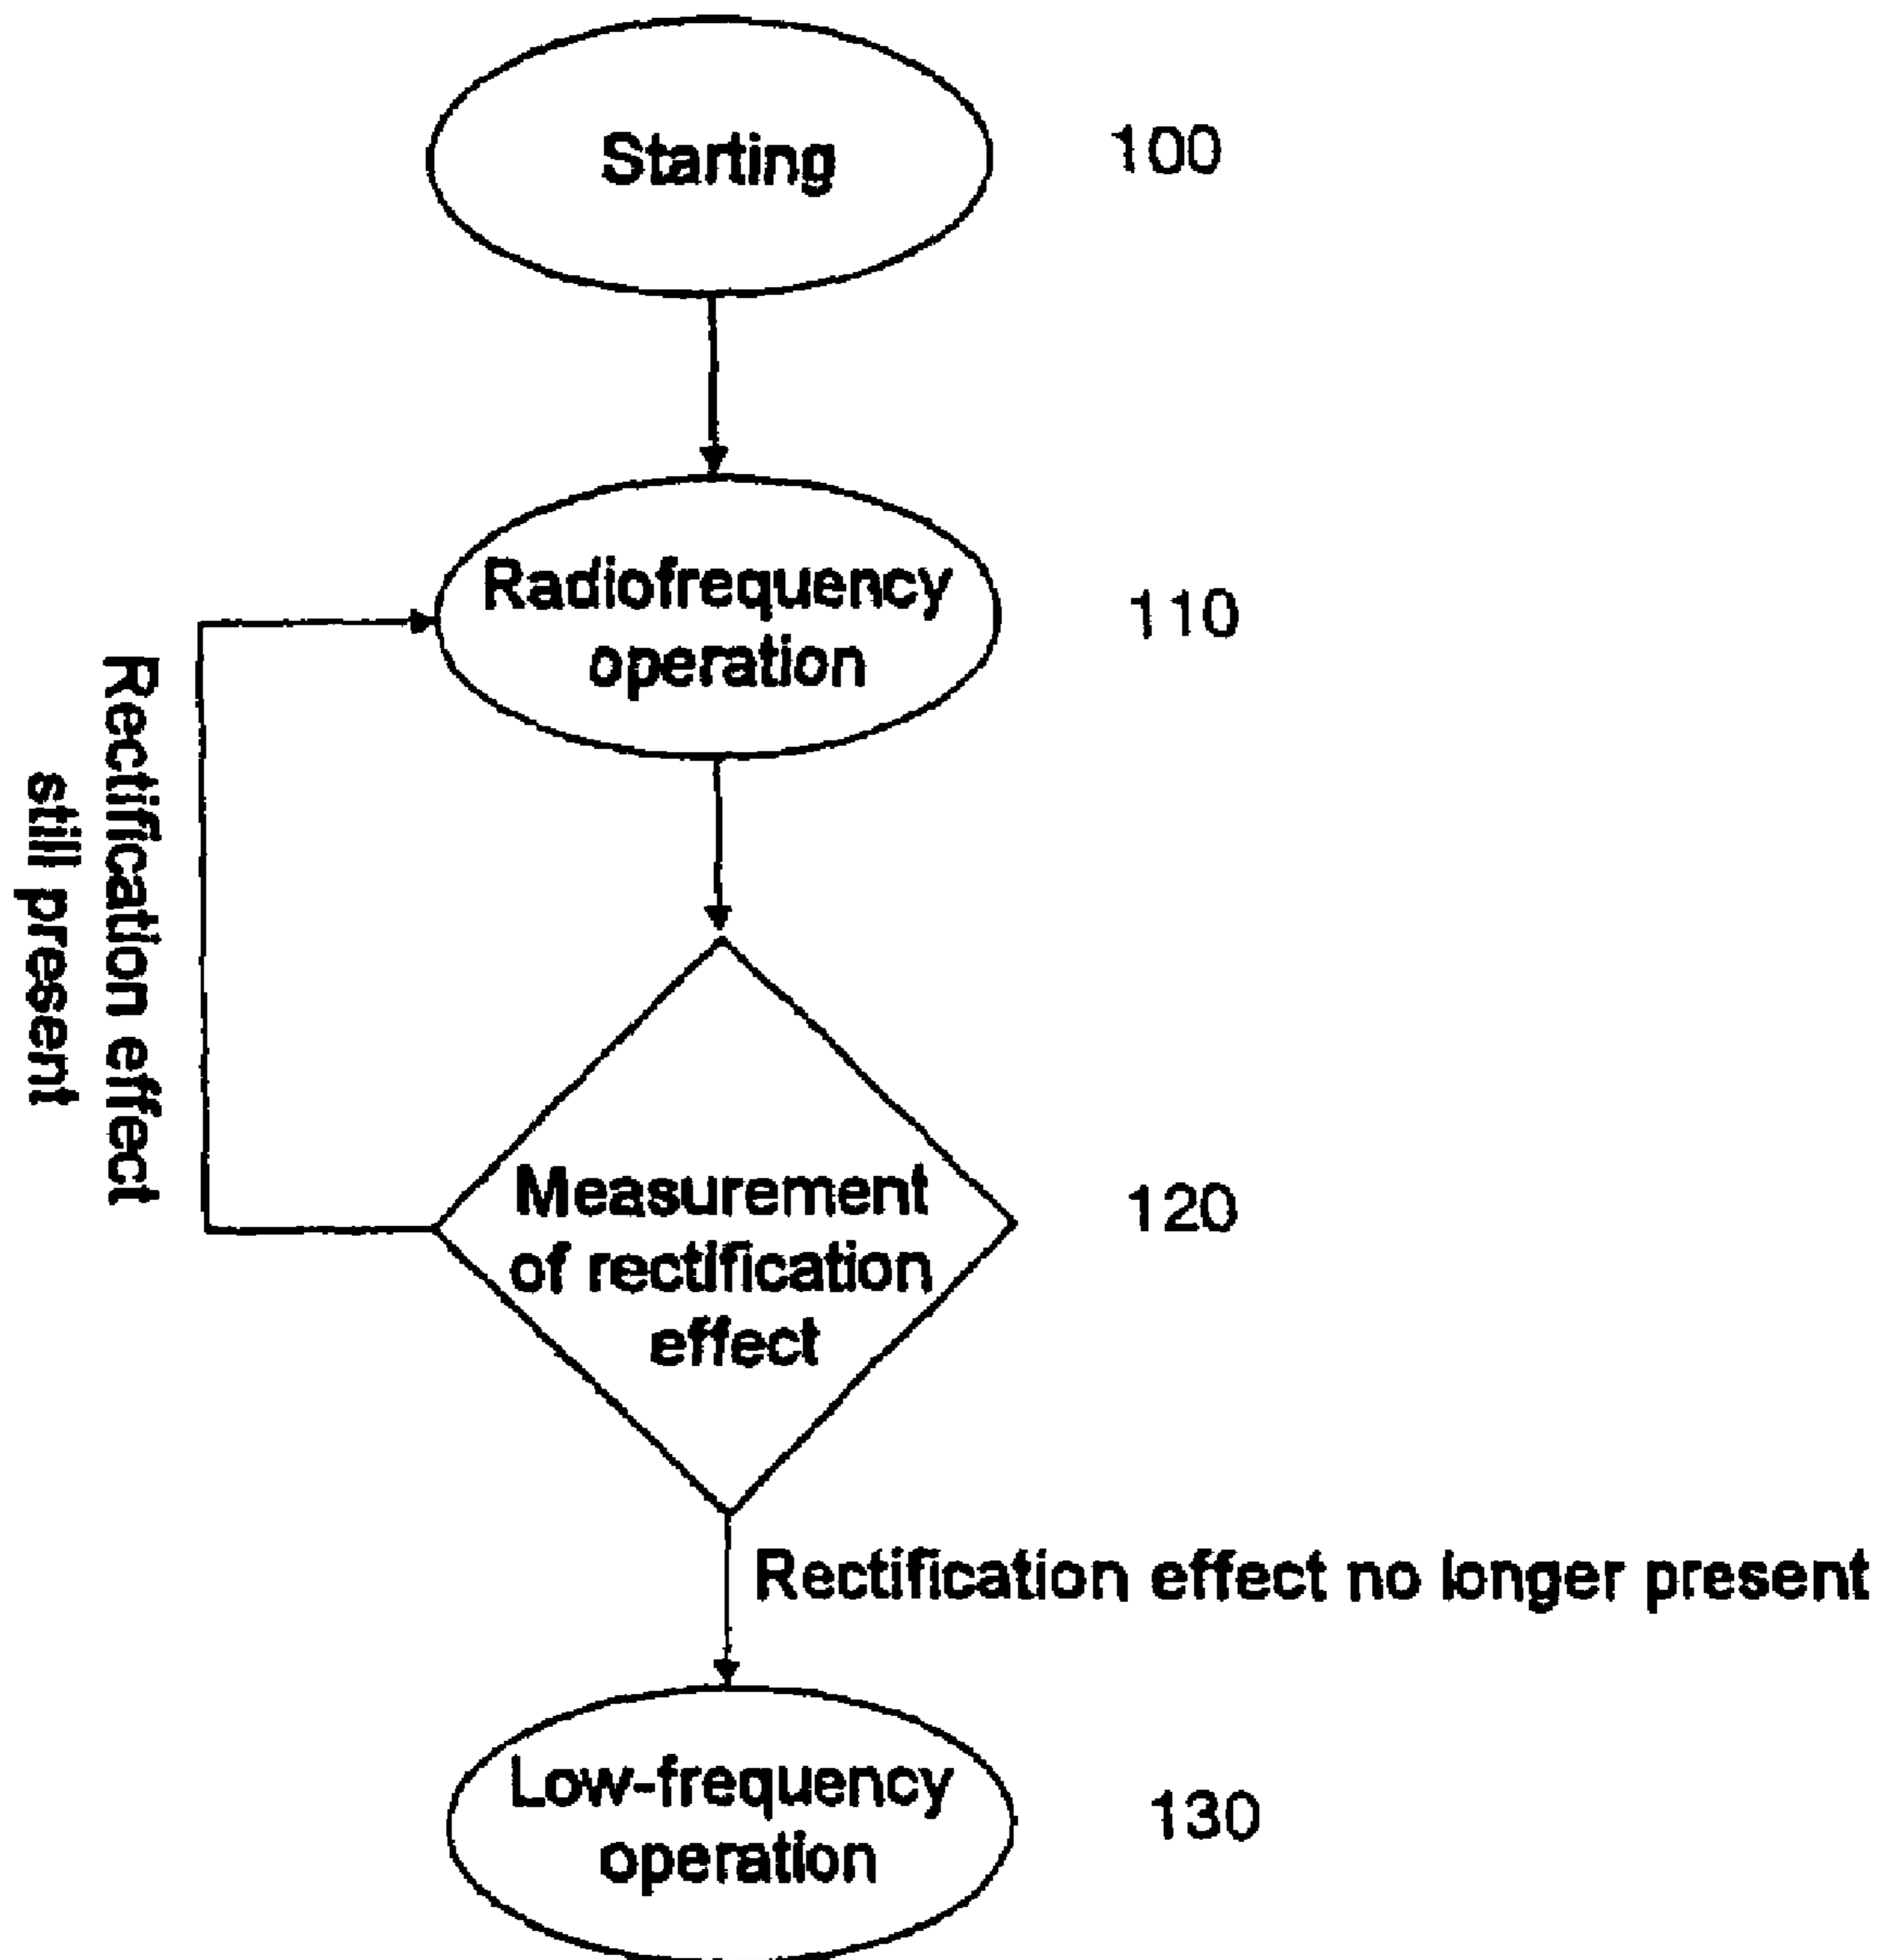 Starting
100
Radiofrequency
operation
110
Rectification effect
still present
Measurement
of rectification
effect
120
Rectification effect no longer present
Low-frequency
operation
130